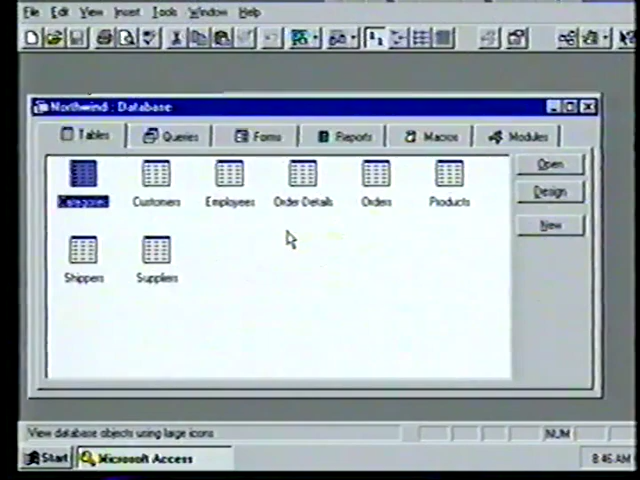 File Edit View Insert Tools Window Help
Northwind : Database
Tables Queries Forms Reports Macros Modules
Categories Customers Employees Order Details Orders Products
Open
Design
New
Shippers Suppliers
View database objects using large icons
NUM
Start Microsoft Access 8:46 AM